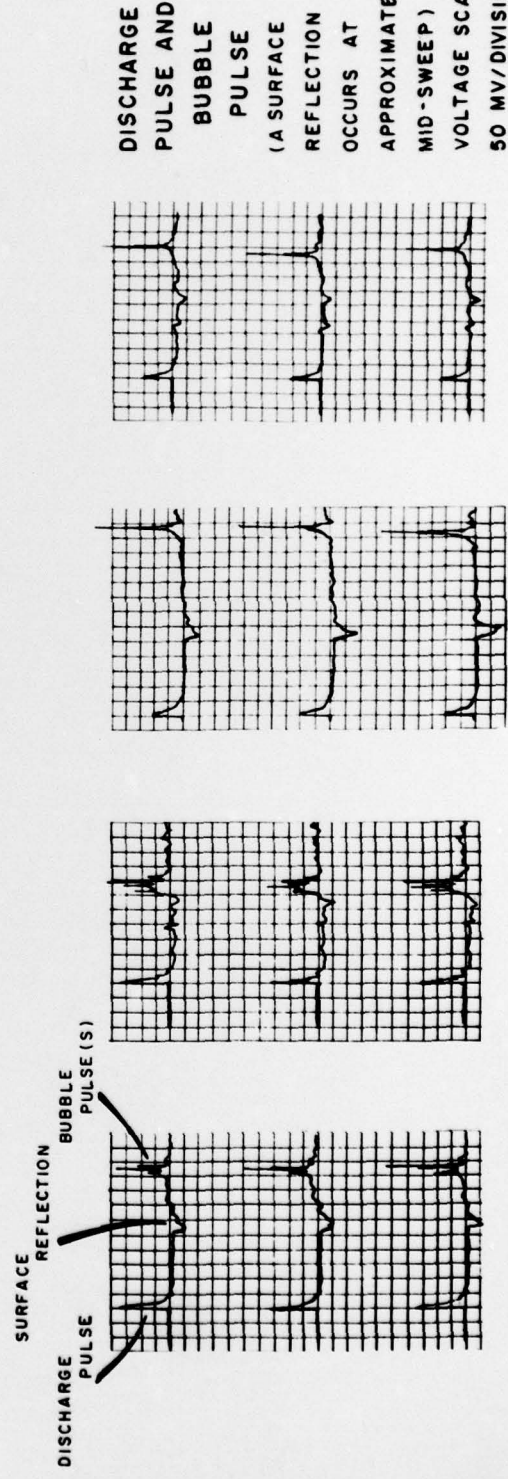 SURFACE
REFLECTION
DISCHARGE
PULSE
BUBBLE
PULSE (S)
DISCHARGE
PULSE AND
BUBBLE
PULSE
(A SURFACE
REFLECTION
OCCURS AT
APPROXIMATE
MID-SWEEP)
VOLTAGE SCA
50 MV/DIVISI